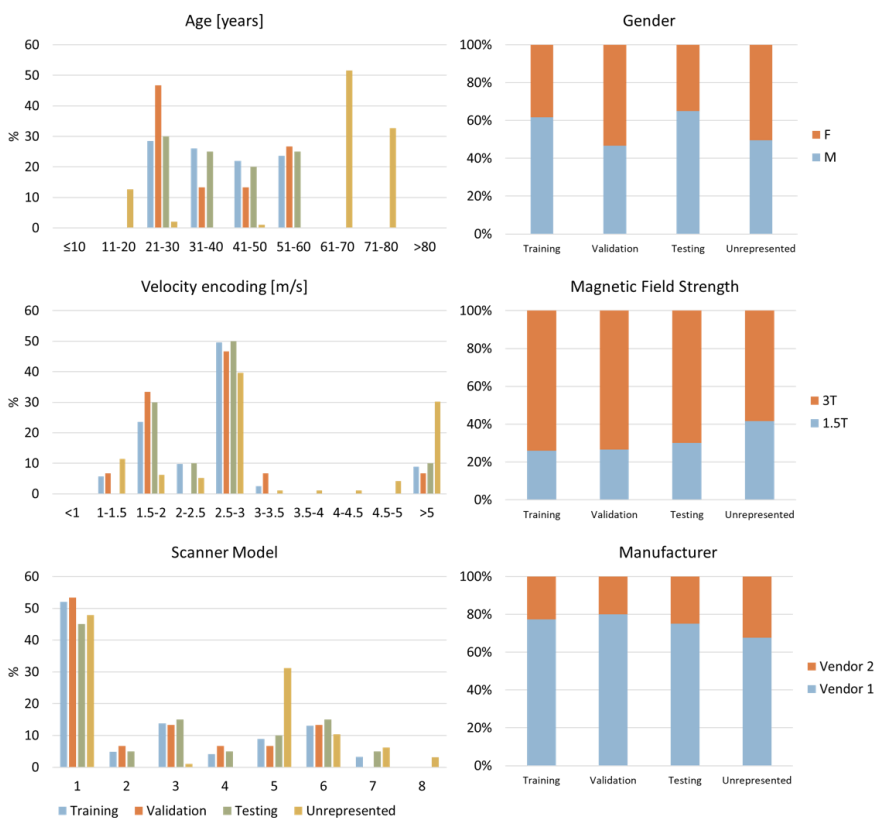 Age [years]
60
50
40
30
20
10
0
%
≤10 11-20 21-30 31-40 41-50 51-60 61-70 71-80 >80
Gender
100%
80%
60%
40%
20%
0%
Training Validation Testing Unrepresented
F
M
Velocity encoding [m/s]
60
50
40
30
20
10
0
%
<1 1-1.5 1.5-2 2-2.5 2.5-3 3-3.5 3.5-4 4-4.5 4.5-5 >5
Magnetic Field Strength
100%
80%
60%
40%
20%
0%
Training Validation Testing Unrepresented
3T
1.5T
Scanner Model
60
50
40
30
20
10
0
%
1 2 3 4 5 6 7 8
Training Validation Testing Unrepresented
Manufacturer
100%
80%
60%
40%
20%
0%
Training Validation Testing Unrepresented
Vendor 2
Vendor 1